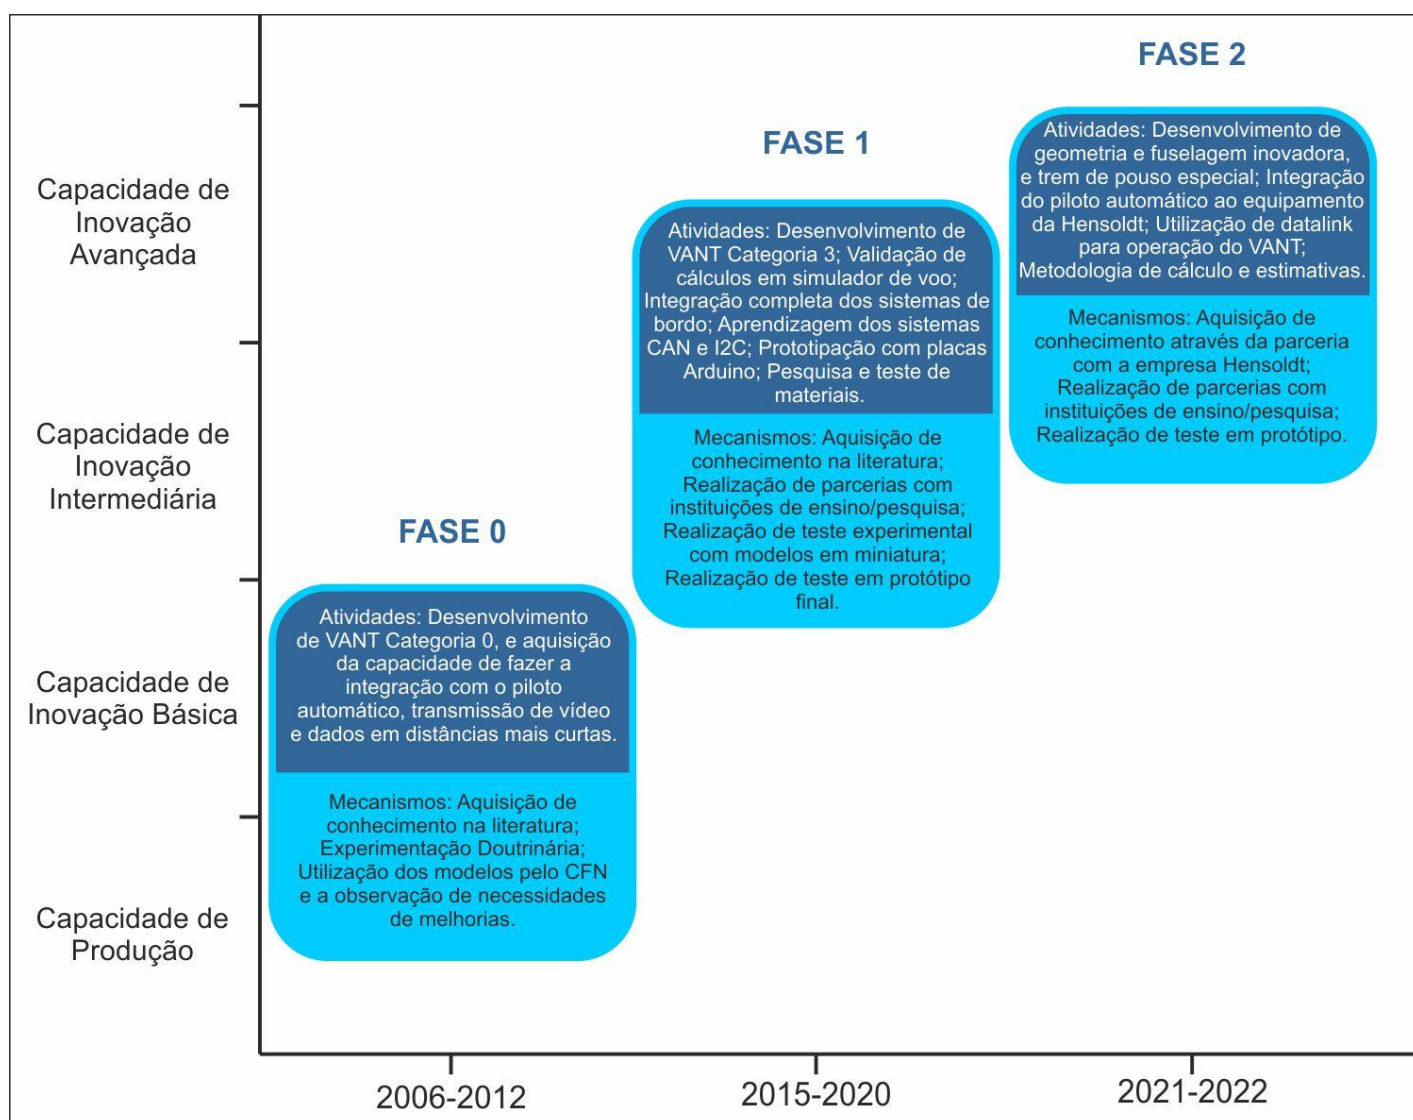 FASE 2
Atividades: Desenvolvimento de
geometria e fuselagem inovadora,
e trem de pouso especial; Integração
do piloto automático ao equipamento
da Hensoldt; Utilização de datalink
para operação do VANT;
Metodologia de cálculo e estimativas.
Mecanismos: Aquisição de
conhecimento através da parceria
com a empresa Hensoldt;
Realização de parcerias com
instituições de ensino/pesquisa;
Realização de teste em protótipo.
FASE 1
Atividades: Desenvolvimento de
VANT Categoria 3; Validação de
cálculos em simulador de voo;
Integração completa dos sistemas de
bordo; Aprendizagem dos sistemas
CAN e I2C; Prototipação com placas
Arduino; Pesquisa e teste de
materiais.
Mecanismos: Aquisição de
conhecimento na literatura;
Realização de parcerias com
instituições de ensino/pesquisa;
Realização de teste experimental
com modelos em miniatura;
Realização de teste em protótipo
final.
FASE 0
Atividades: Desenvolvimento
de VANT Categoria 0, e aquisição
da capacidade de fazer a
integração com o piloto
automático, transmissão de vídeo
e dados em distâncias mais curtas.
Mecanismos: Aquisição de
conhecimento na literatura;
Experimentação Doutrinária;
Utilização dos modelos pelo CFN
e a observação de necessidades
de melhorias.
Capacidade de
Inovação
Avançada
Capacidade de
Inovação
Intermediária
Capacidade de
Inovação Básica
Capacidade de
Produção
2006-2012
2015-2020
2021-2022